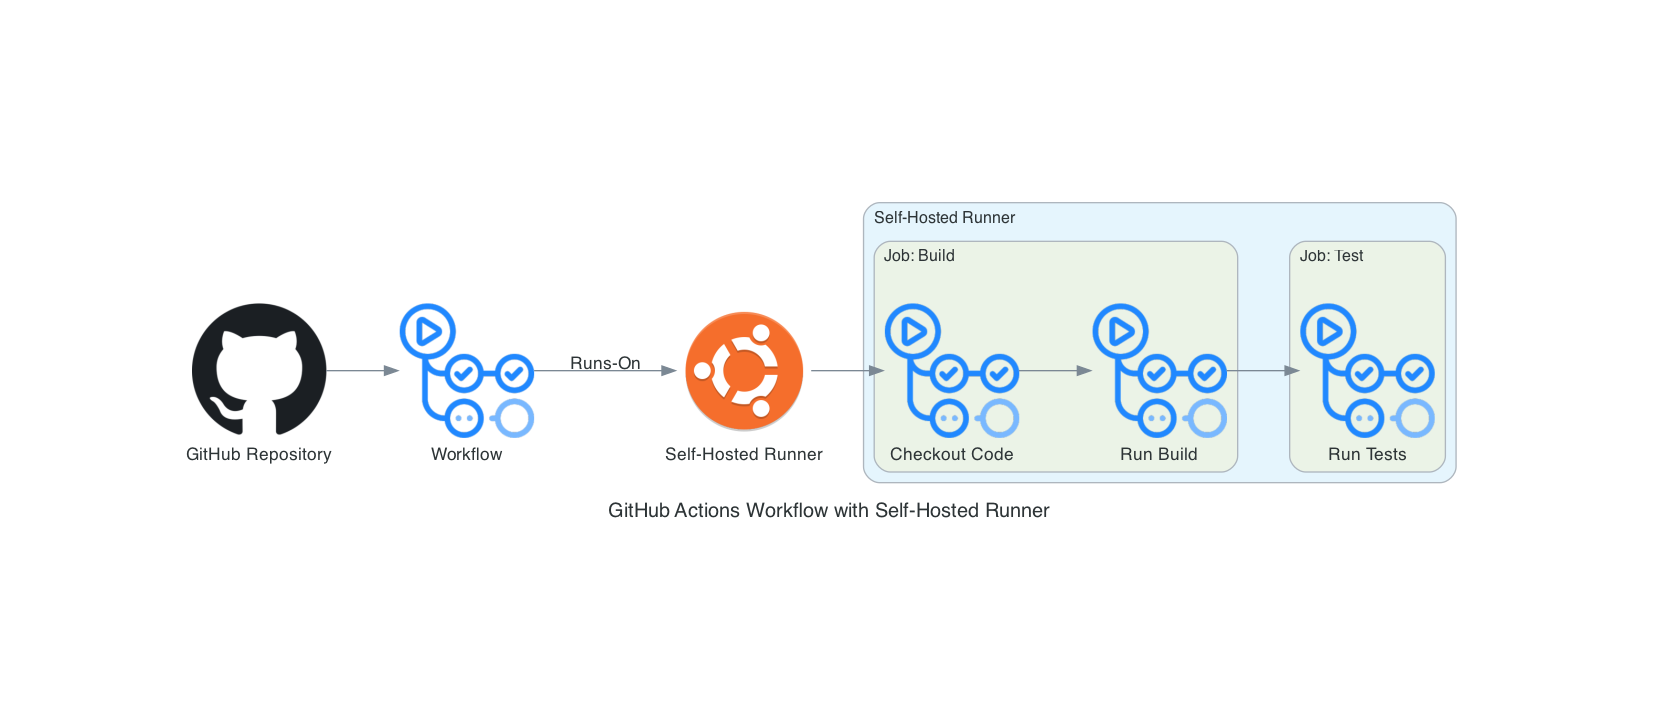 Self-Hosted Runner
Job: Build
Job: Test
Runs-On
GitHub Repository
Workflow
Self-Hosted Runner
Checkout Code
Run Build
Run Tests
GitHub Actions Workflow with Self-Hosted Runner